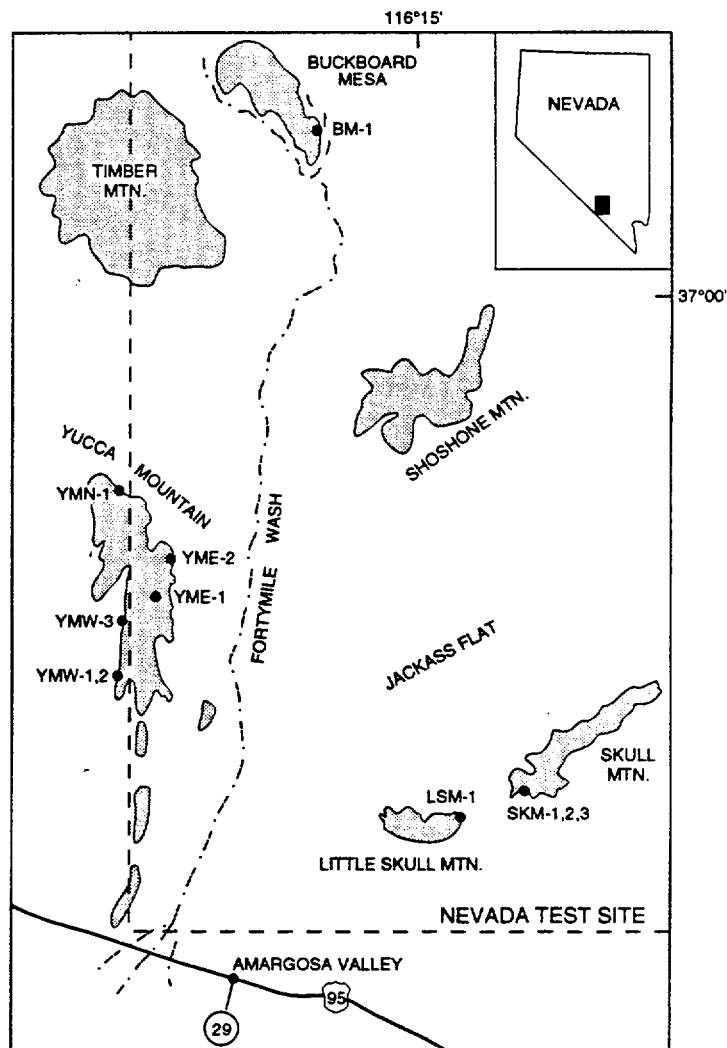 116°15'
BUCKBOARD
MESA
NEVADA
BM-1
TIMBER
MTN.
37°00'
SHOSHONE MTN.
YUCCA
MOUNTAIN
YMN-1
FORTYMILE WASH
YME-2
YME-1
YMW-3
JACKASS FLAT
YMW-1,2
SKULL
MTN.
LSM-1
SKM-1,2,3
LITTLE SKULL MTN.
NEVADA TEST SITE
AMARGOSA VALLEY
95
29